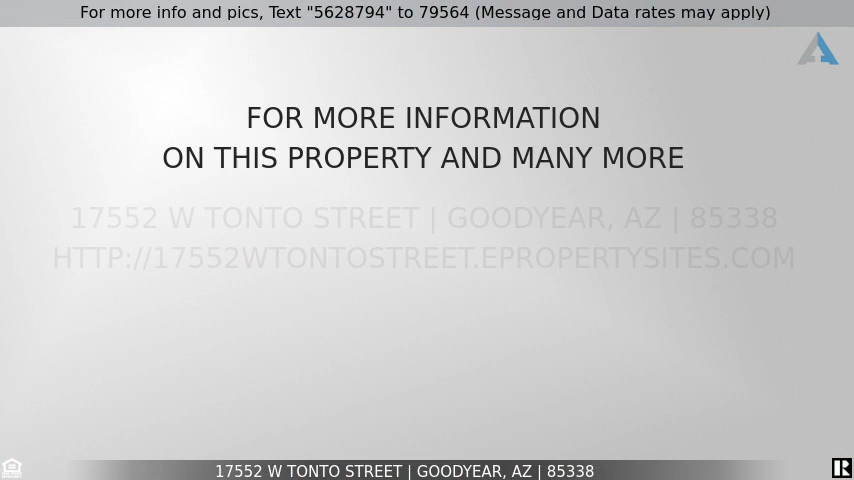 For more info and pics, Text "5628794" to 79564 (Message and Data rates may apply)
FOR MORE INFORMATION
ON THIS PROPERTY AND MANY MORE
17552 W TONTO STREET | GOODYEAR, AZ | 85338
HTTP://17552WTONTOSTREET.EPROPERTYSITES.COM
17552 W TONTO STREET | GOODYEAR, AZ | 85338